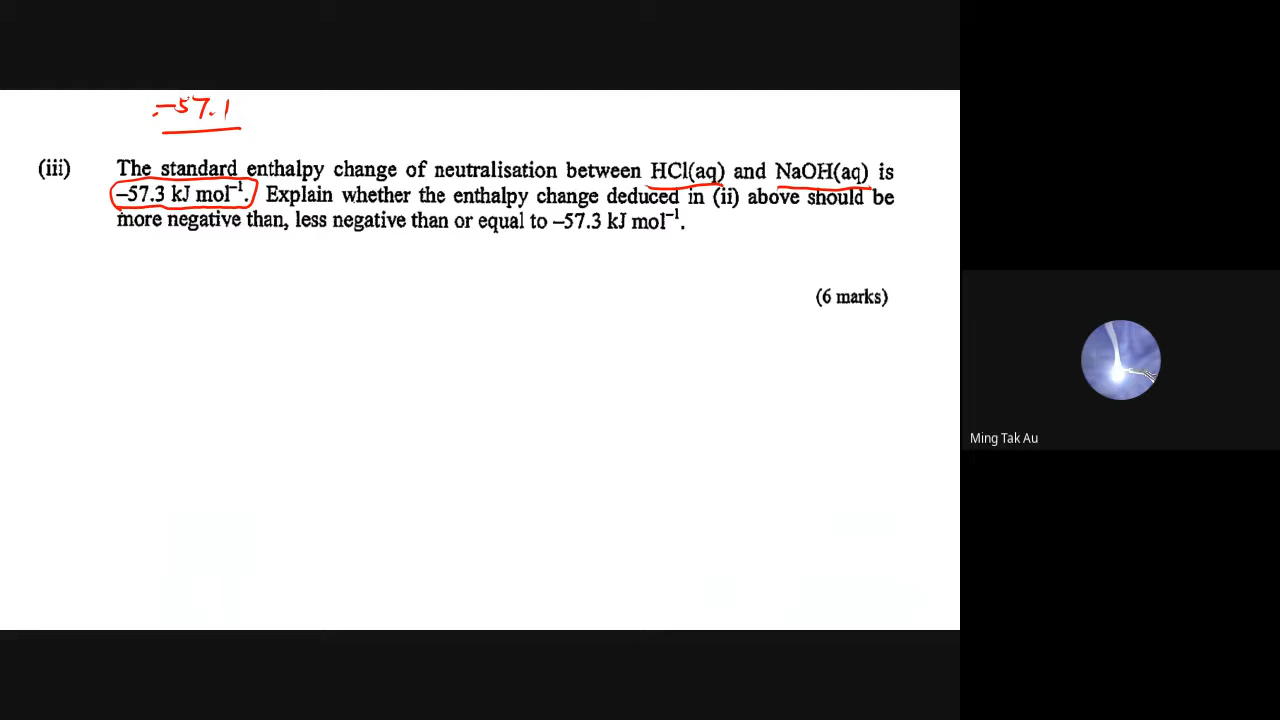 -57.1
(iii) The standard enthalpy change of neutralisation between HCl(aq) and NaOH(aq) is
–57.3 kJ mol⁻¹. Explain whether the enthalpy change deduced in (ii) above should be
more negative than, less negative than or equal to –57.3 kJ mol⁻¹.
(6 marks)
Ming Tak Au